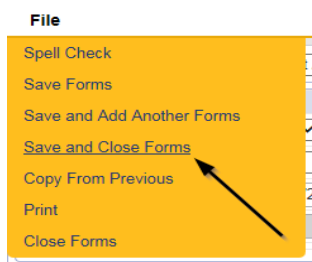 File
Spell Check
Save Forms
Save and Add Another Forms
Save and Close Forms
Copy From Previous
Print
Close Forms